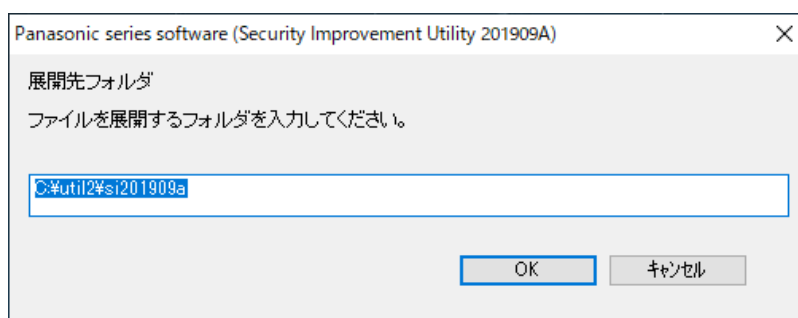 Panasonic series software (Security Improvement Utility 201909A)
展開先フォルダ
ファイルを展開するフォルダを入力してください。
C:¥util2¥si201909a
OK
キャンセル